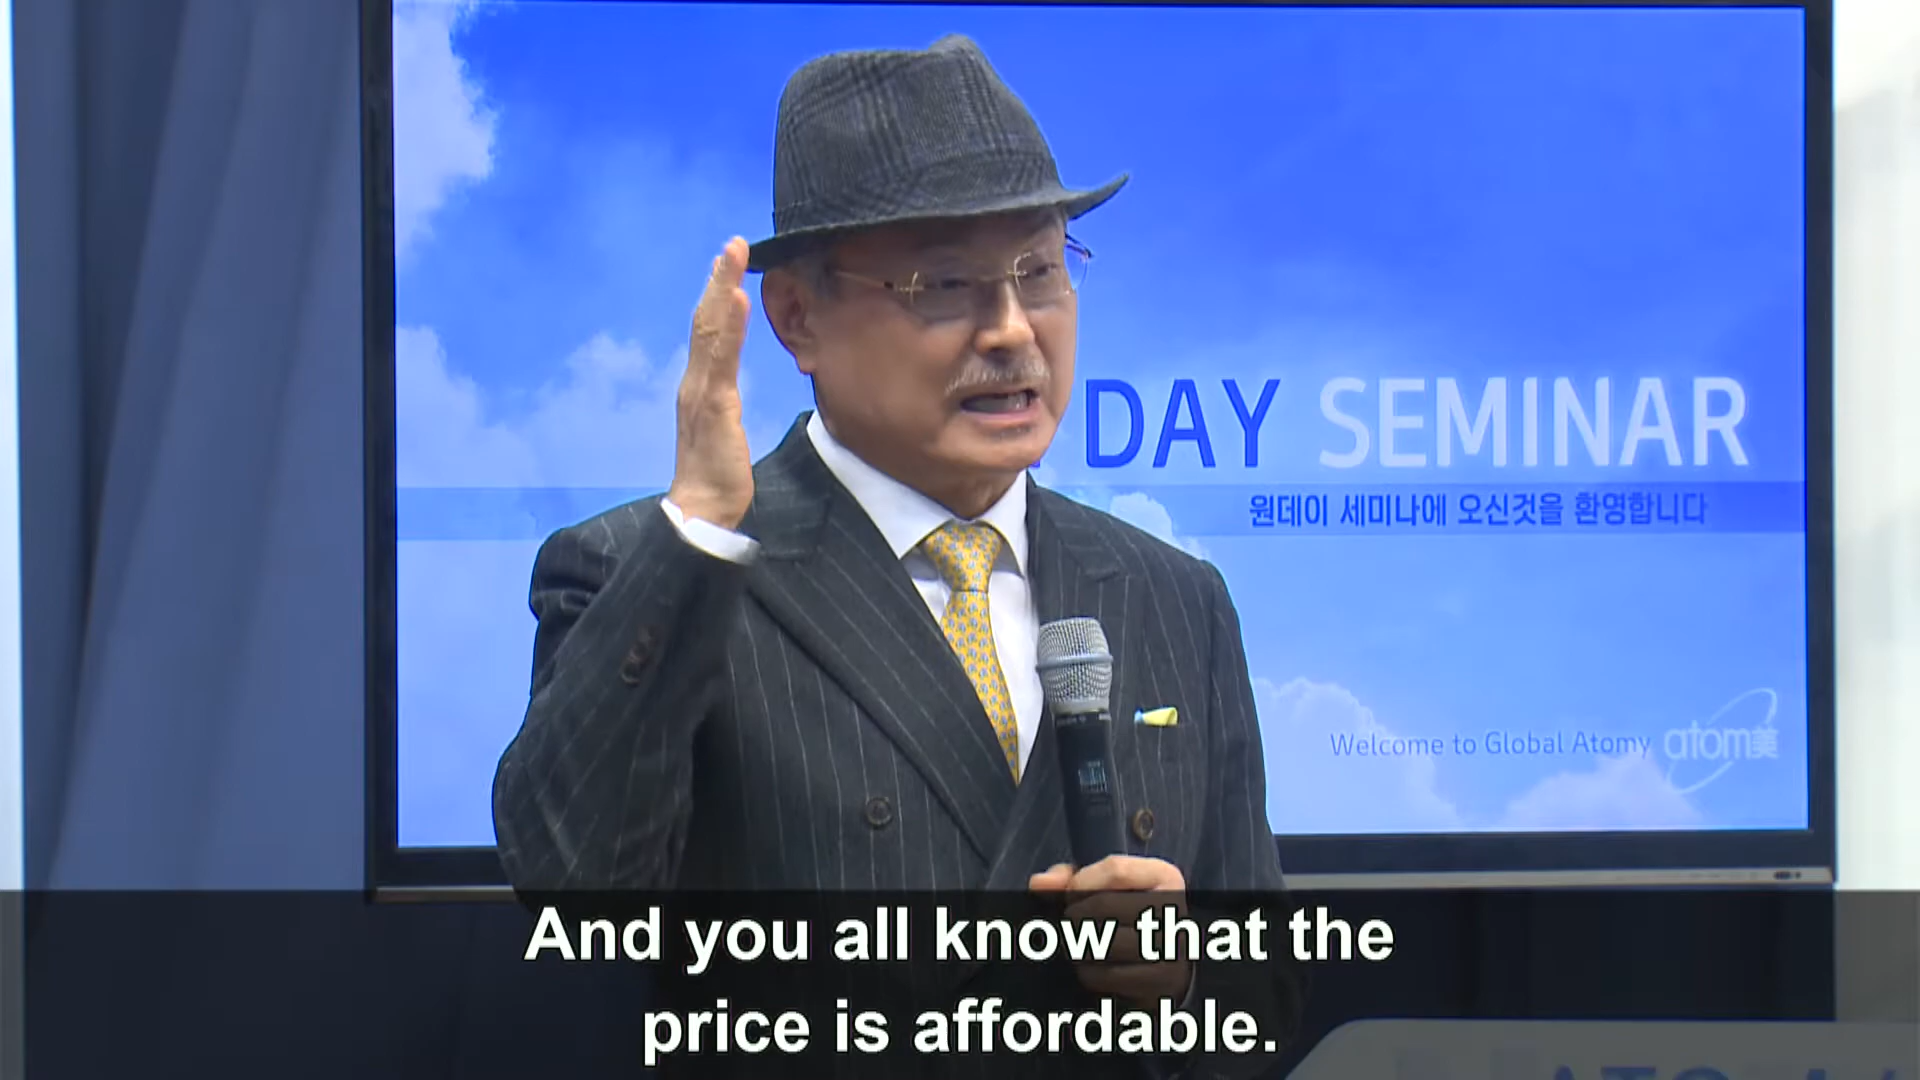 DAY SEMINAR
원데이 세미나에 오신것을 환영합니다
Welcome to Global Atomy atom美
And you all know that the
price is affordable.